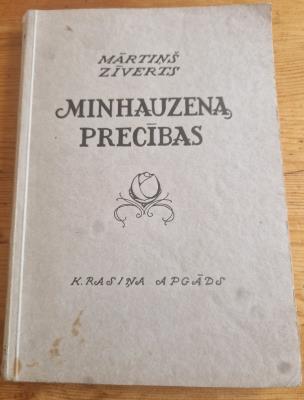 MĀRTIŅŠ
ZĪVERTS
MINHAUZENA
PRECĪBAS
K. RASIŅA APGĀDS